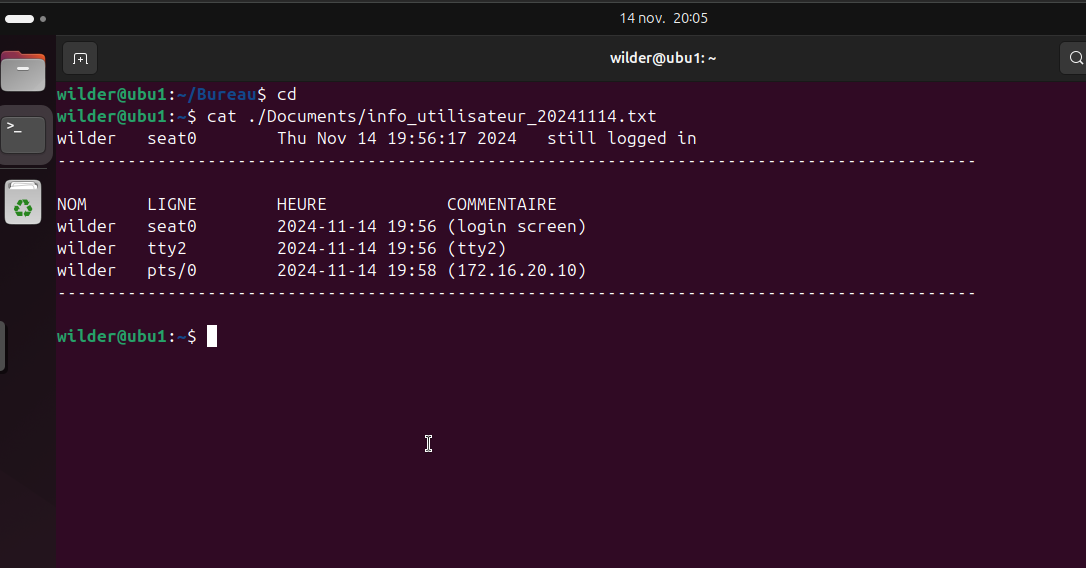 14 nov. 20:05
wilder@ubu1: ~
wilder@ubu1:~/Bureau$ cd
wilder@ubu1:~$ cat ./Documents/info_utilisateur_20241114.txt
wilder   seat0        Thu Nov 14 19:56:17 2024   still logged in
--------------------------------------------------------------------------------------------
NOM      LIGNE        HEURE            COMMENTAIRE
wilder   seat0        2024-11-14 19:56 (login screen)
wilder   tty2         2024-11-14 19:56 (tty2)
wilder   pts/0        2024-11-14 19:58 (172.16.20.10)
--------------------------------------------------------------------------------------------
wilder@ubu1:~$